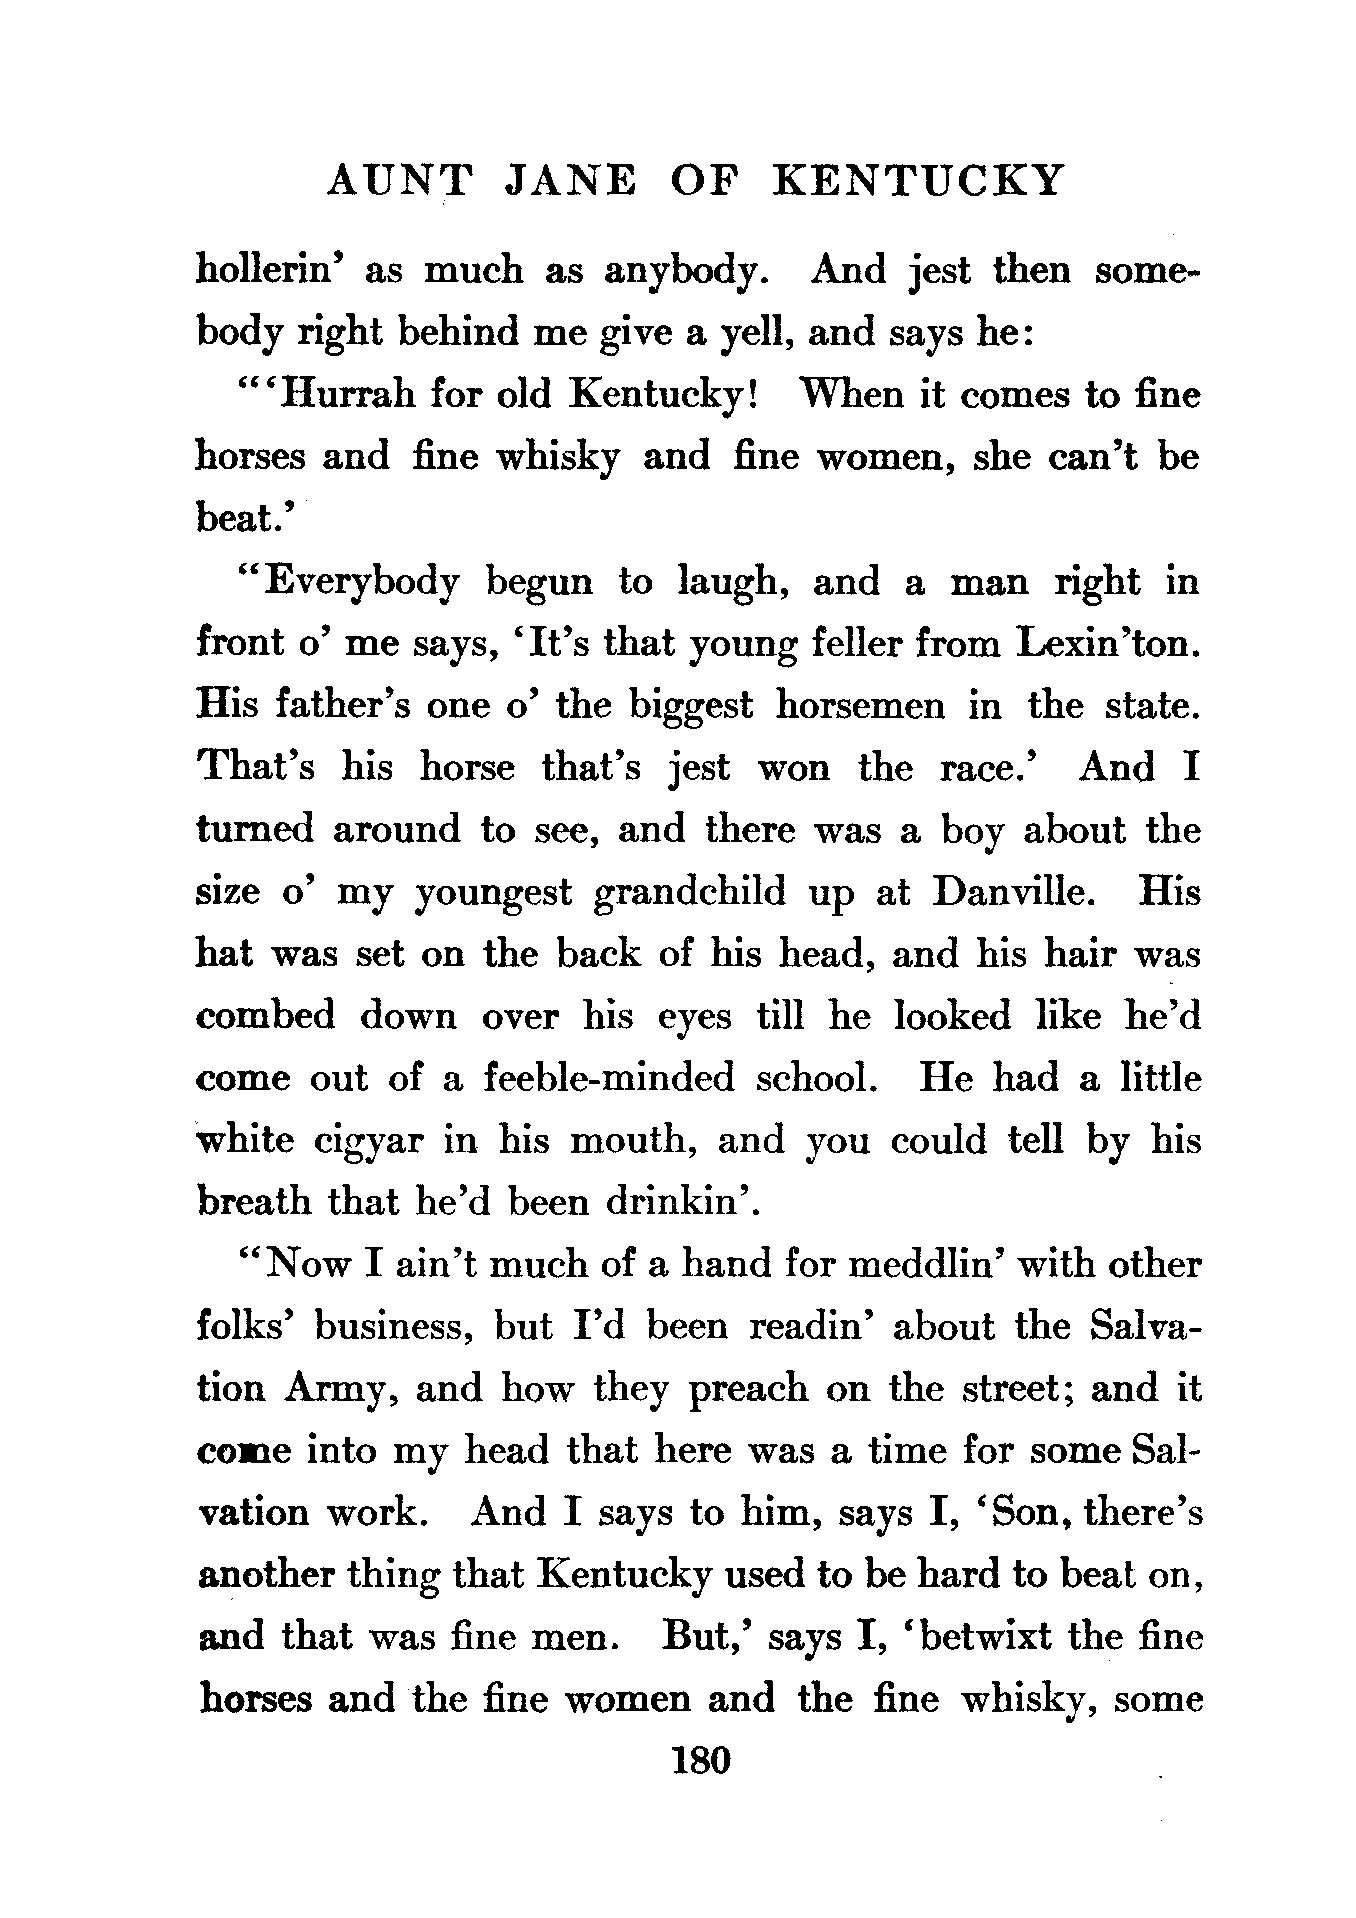 AUNT JANE OF KENTUCKY
hollerin' as much as anybody. And jest then some-
body right behind me give a yell, and says he:
"'Hurrah for old Kentucky! When it comes to fine
horses and fine whisky and fine women, she can't be
beat.'
"Everybody begun to laugh, and a man right in
front o' me says, 'It's that young feller from Lexin'ton.
His father's one o' the biggest horsemen in the state.
That's his horse that's jest won the race.' And I
turned around to see, and there was a boy about the
size o' my youngest grandchild up at Danville. His
hat was set on the back of his head, and his hair was
combed down over his eyes till he looked like he'd
come out of a feeble-minded school. He had a little
white cigyar in his mouth, and you could tell by his
breath that he'd been drinkin'.
"Now I ain't much of a hand for meddlin' with other
folks' business, but I'd been readin' about the Salva-
tion Army, and how they preach on the street; and it
come into my head that here was a time for some Sal-
vation work. And I says to him, says I, 'Son, there's
another thing that Kentucky used to be hard to beat on,
and that was fine men. But,' says I, 'betwixt the fine
horses and the fine women and the fine whisky, some
180